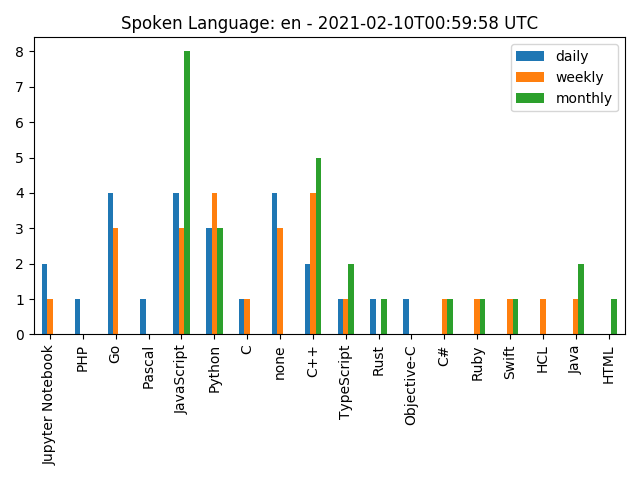 Spoken Language: en - 2021-02-10T00:59:58 UTC
daily
weekly
monthly
8
7
6
5
4
3
2
1
0
Jupyter Notebook
PHP
Go
Pascal
JavaScript
Python
C
none
C++
TypeScript
Rust
Objective-C
C#
Ruby
Swift
HCL
Java
HTML